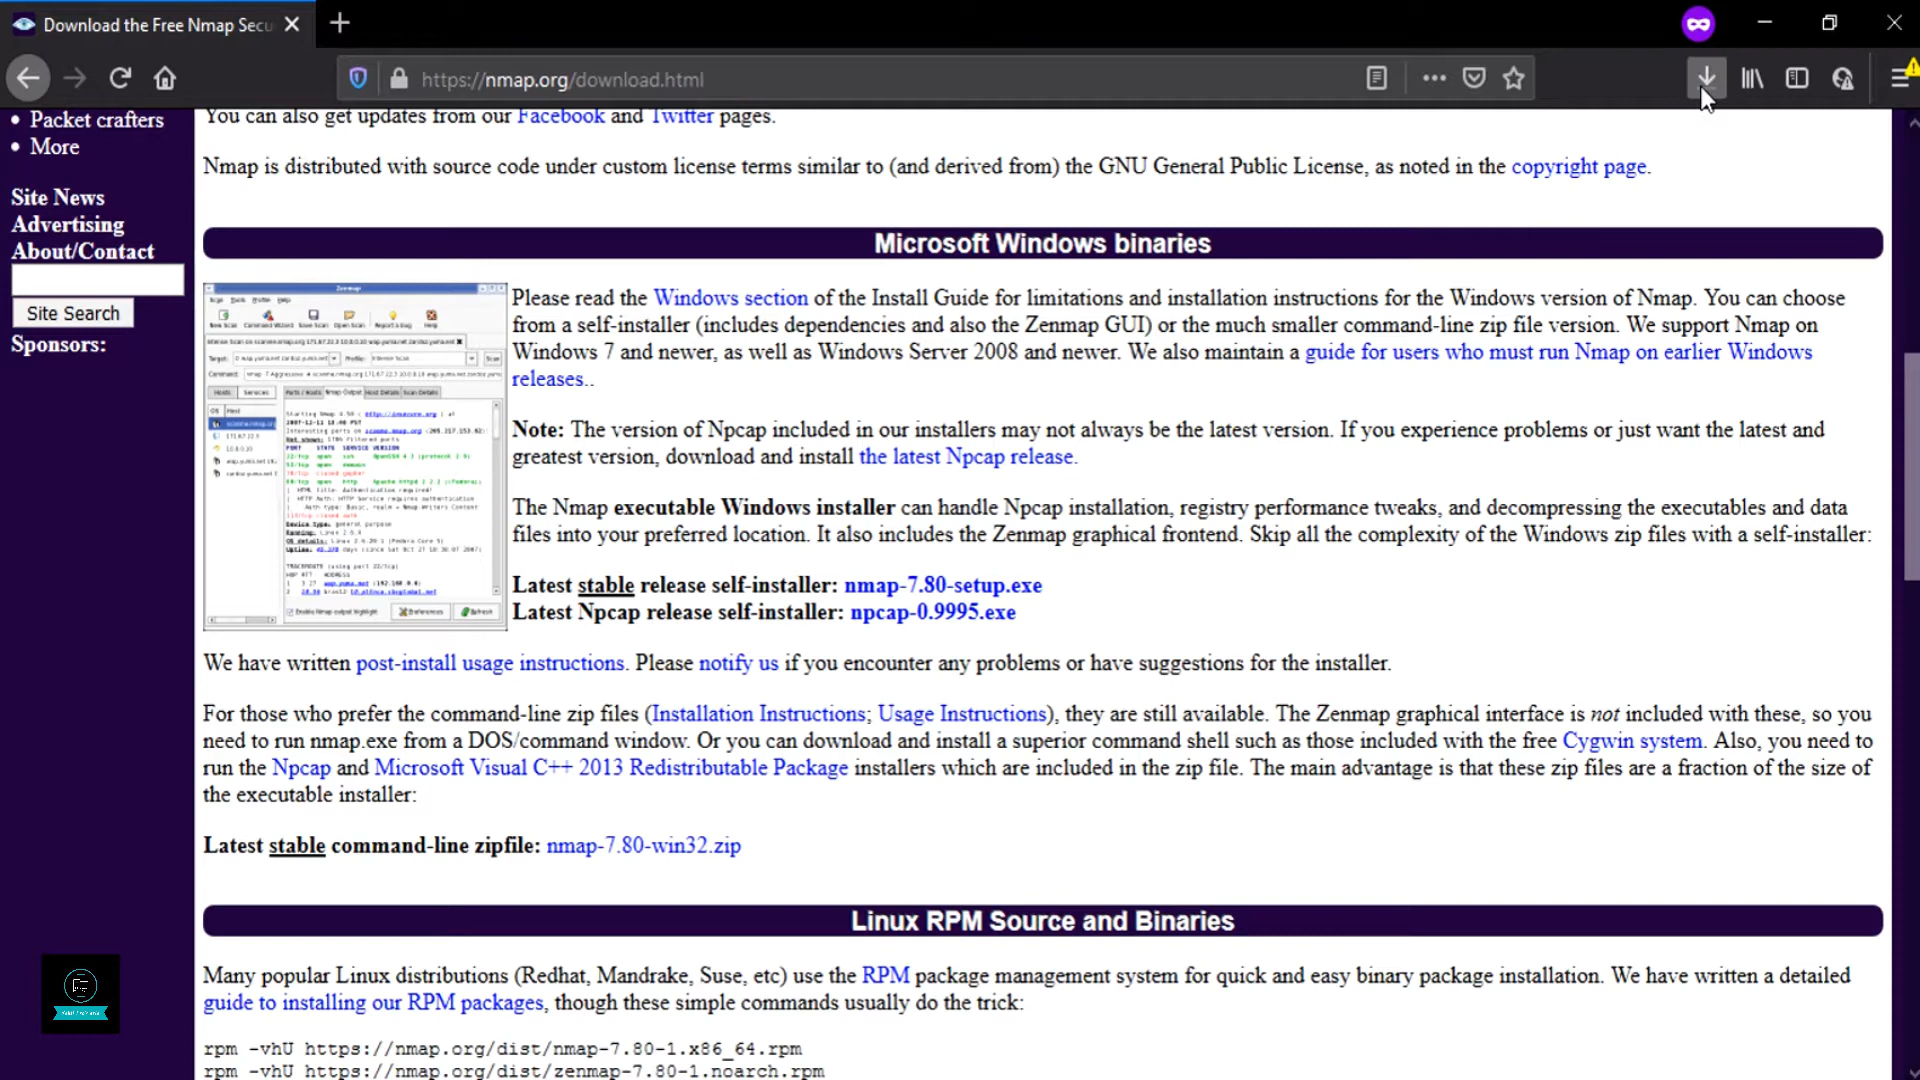 Download the Free Nmap Secu
https://nmap.org/download.html
Packet crafters
More
Site News
Advertising
About/Contact
Site Search
Sponsors:
You can also get updates from our Facebook and Twitter pages.
Nmap is distributed with source code under custom license terms similar to (and derived from) the GNU General Public License, as noted in the copyright page.
Microsoft Windows binaries
Please read the Windows section of the Install Guide for limitations and installation instructions for the Windows version of Nmap. You can choose
from a self-installer (includes dependencies and also the Zenmap GUI) or the much smaller command-line zip file version. We support Nmap on
Windows 7 and newer, as well as Windows Server 2008 and newer. We also maintain a guide for users who must run Nmap on earlier Windows
releases..
Note: The version of Npcap included in our installers may not always be the latest version. If you experience problems or just want the latest and
greatest version, download and install the latest Npcap release.
The Nmap executable Windows installer can handle Npcap installation, registry performance tweaks, and decompressing the executables and data
files into your preferred location. It also includes the Zenmap graphical frontend. Skip all the complexity of the Windows zip files with a self-installer:
Latest stable release self-installer: nmap-7.80-setup.exe
Latest Npcap release self-installer: npcap-0.9995.exe
We have written post-install usage instructions. Please notify us if you encounter any problems or have suggestions for the installer.
For those who prefer the command-line zip files (Installation Instructions; Usage Instructions), they are still available. The Zenmap graphical interface is not included with these, so you
need to run nmap.exe from a DOS/command window. Or you can download and install a superior command shell such as those included with the free Cygwin system. Also, you need to
run the Npcap and Microsoft Visual C++ 2013 Redistributable Package installers which are included in the zip file. The main advantage is that these zip files are a fraction of the size of
the executable installer:
Latest stable command-line zipfile: nmap-7.80-win32.zip
Linux RPM Source and Binaries
Many popular Linux distributions (Redhat, Mandrake, Suse, etc) use the RPM package management system for quick and easy binary package installation. We have written a detailed
guide to installing our RPM packages, though these simple commands usually do the trick:
rpm -vhU https://nmap.org/dist/nmap-7.80-1.x86_64.rpm
rpm -vhU https://nmap.org/dist/zenmap-7.80-1.noarch.rpm